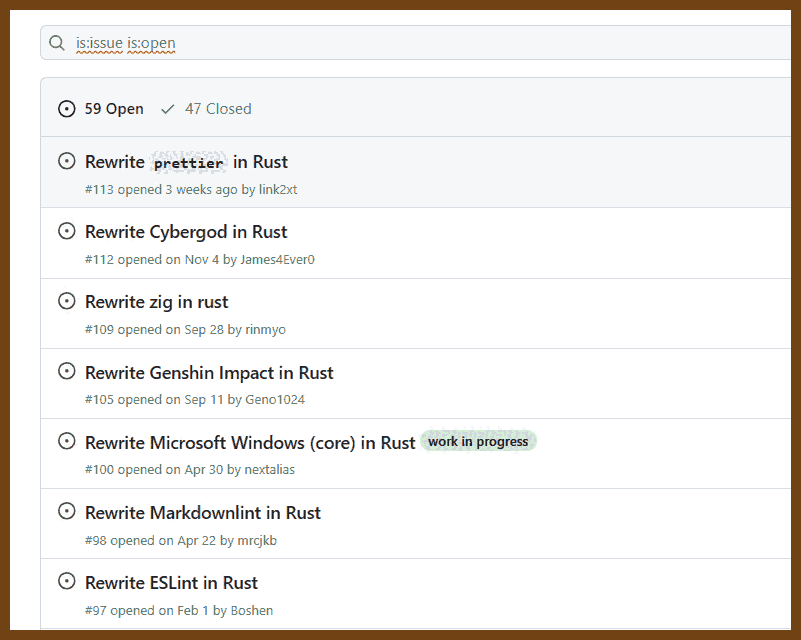 is:issue is:open
59 Open 47 Closed
Rewrite prettier in Rust
#113 opened 3 weeks ago by link2xt
Rewrite Cybergod in Rust
#112 opened on Nov 4 by James4Ever0
Rewrite zig in rust
#109 opened on Sep 28 by rinmyo
Rewrite Genshin Impact in Rust
#105 opened on Sep 11 by Geno1024
Rewrite Microsoft Windows (core) in Rust work in progress
#100 opened on Apr 30 by nextalias
Rewrite Markdownlint in Rust
#98 opened on Apr 22 by mrcjkb
Rewrite ESLint in Rust
#97 opened on Feb 1 by Boshen